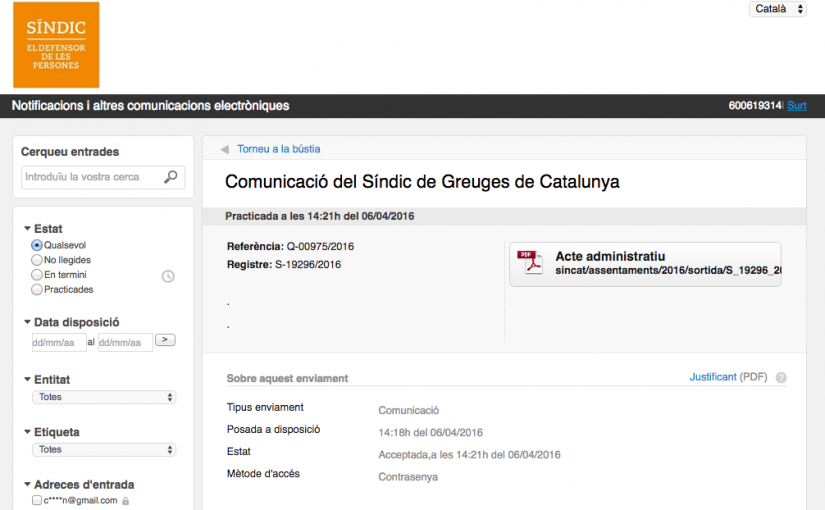 SÍNDIC
EL DEFENSOR
DE LES
PERSONES
Català
Notificacions i altres comunicacions electròniques
600619314 Surt
Cerqueu entrades
Introduïu la vostra cerca
Estat
Qualsevol
No llegides
En termini
Practicades
Data disposició
dd/mm/aa al dd/mm/aa >
Entitat
Totes
Etiqueta
Totes
Adreces d'entrada
c****n@gmail.com
Torneu a la bústia
Comunicació del Síndic de Greuges de Catalunya
Practicada a les 14:21h del 06/04/2016
Referència: Q-00975/2016
Registre: S-19296/2016
.
.
PDF
Acte administratiu
sincat/assentaments/2016/sortida/S_19296_20
Sobre aquest enviament
Justificant (PDF) ?
Tipus enviament Comunicació
Posada a disposició 14:18h del 06/04/2016
Estat Acceptada,a les 14:21h del 06/04/2016
Mètode d'accés Contrasenya